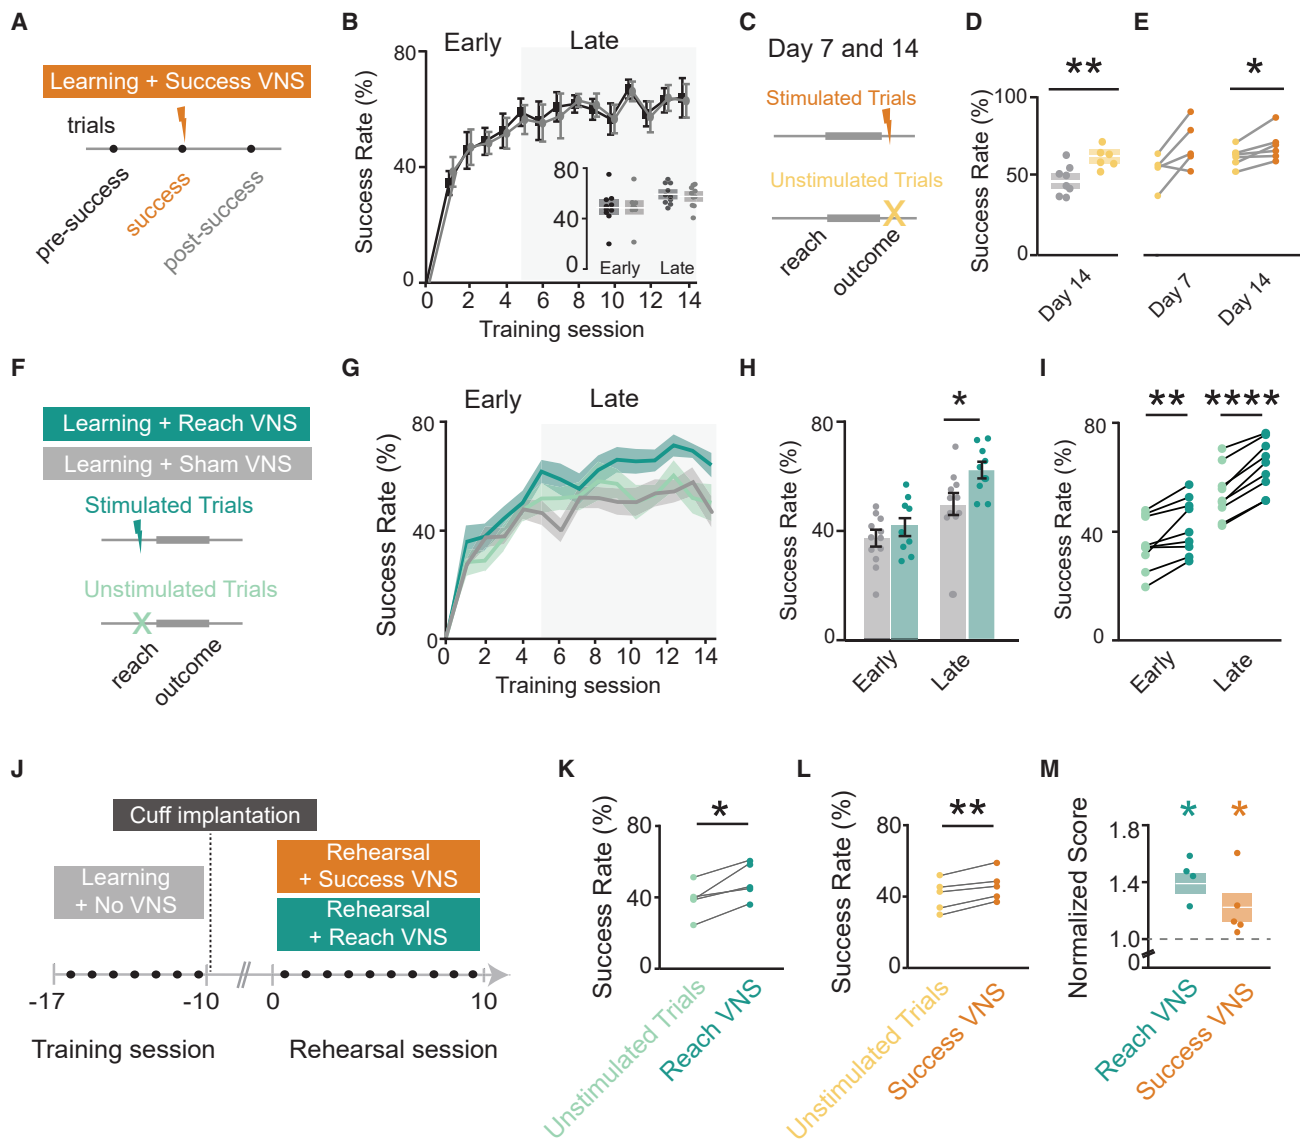 A
Learning + Success VNS
trials
pre-success
success
post-success
B
Early
Late
Success Rate (%)
80
40
0
80
40
0
Early
Late
0 2 4 6 8 10 12 14
Training session
C
Day 7 and 14
Stimulated Trials
Unstimulated Trials
X
reach
outcome
D
**
Success Rate (%)
100
50
0
Day 14
E
*
Day 7
Day 14
F
Learning + Reach VNS
Learning + Sham VNS
Stimulated Trials
Unstimulated Trials
X
reach
outcome
G
Early
Late
Success Rate (%)
80
40
0
0 2 4 6 8 10 12 14
Training session
H
*
Success Rate (%)
80
40
0
Early
Late
I
**
****
Success Rate (%)
80
40
0
Early
Late
J
Cuff implantation
Learning
+ No VNS
Rehearsal
+ Success VNS
Rehearsal
+ Reach VNS
-17
-10
//
0
10
Training session
Rehearsal session
K
*
Success Rate (%)
80
40
0
Unstimulated Trials
Reach VNS
L
**
Success Rate (%)
80
40
0
Unstimulated Trials
Success VNS
M
*
*
Normalized Score
1.8
1.4
1.0
0
Reach VNS
Success VNS